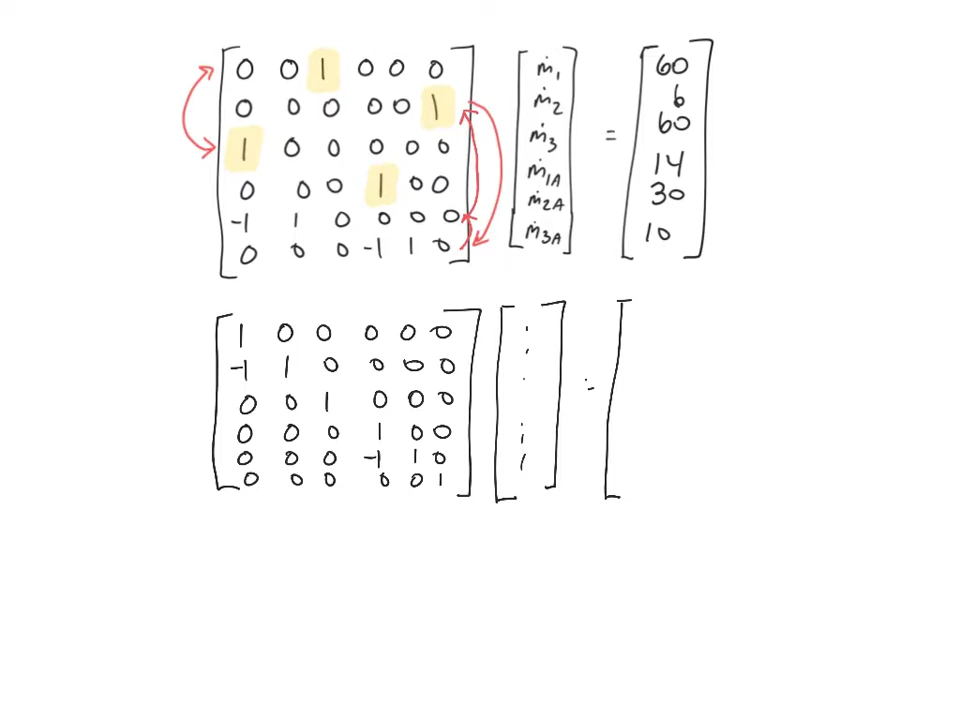 0 0 1 0 0 0 ṁ₁ 60
0 0 0 0 0 1 ṁ₂ 6
1 0 0 0 0 0 ṁ₃ = 60
0 0 0 1 0 0 ṁ₁A 14
-1 1 0 0 0 0 ṁ₂A 30
0 0 0 -1 1 0 ṁ₃A 10
1 0 0 0 0 0
-1 1 0 0 0 0
0 0 1 0 0 0 =
0 0 0 1 0 0
0 0 0 -1 1 0
0 0 0 0 0 1